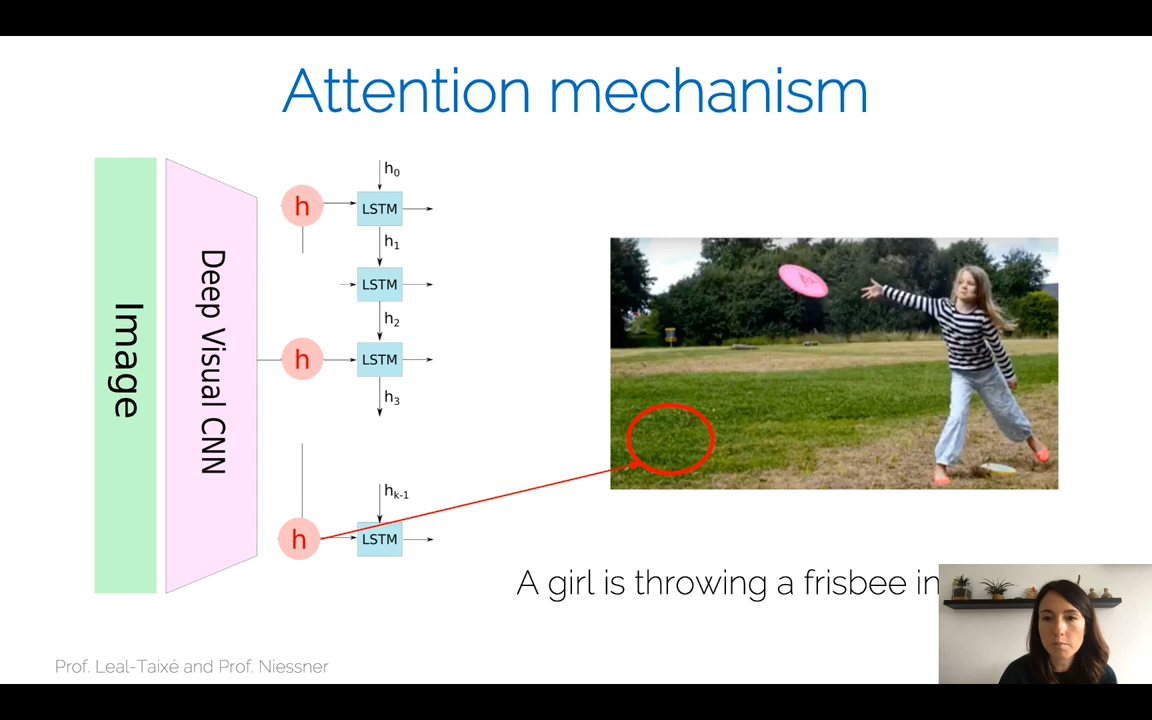 Attention mechanism
Image
Deep Visual CNN
h
h
h
h₀
LSTM
h₁
LSTM
h₂
LSTM
h₃
hₖ₋₁
LSTM
A girl is throwing a frisbee in
Prof. Leal-Taixé and Prof. Niessner